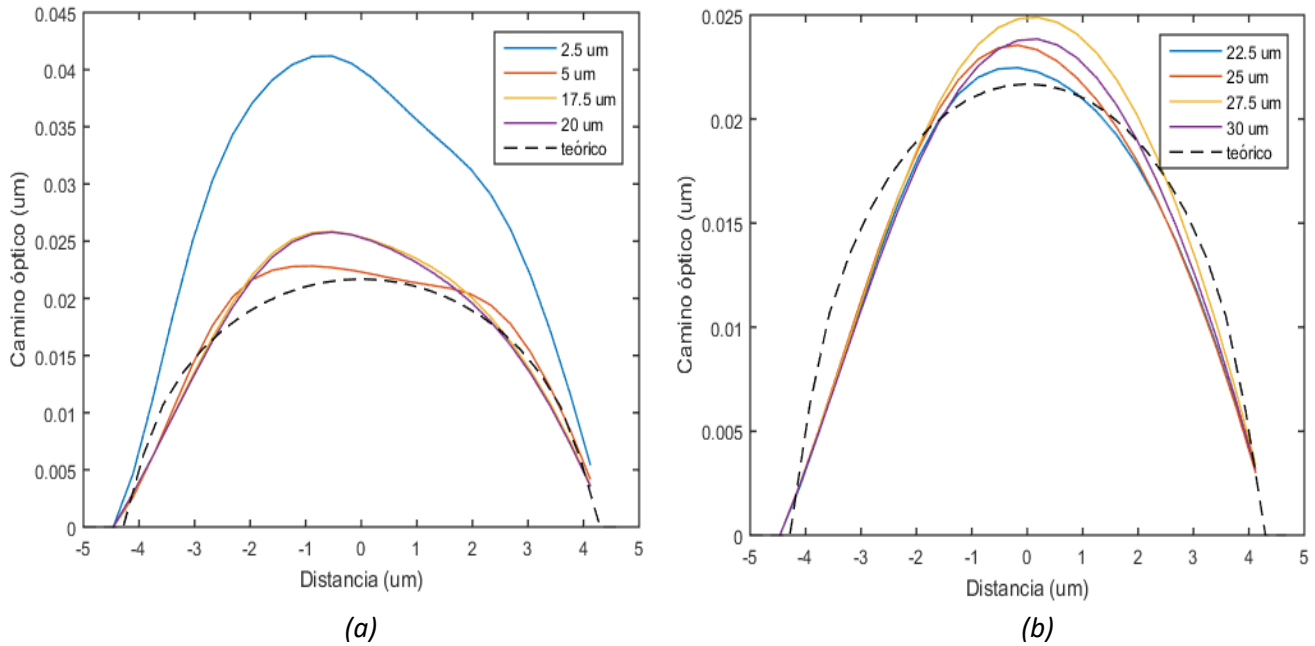 0.045
0.04
0.035
0.03
0.025
0.02
0.015
0.01
0.005
0
Camino óptico (um)
2.5 um
5 um
17.5 um
20 um
teórico
-5 -4 -3 -2 -1 0 1 2 3 4 5
Distancia (um)
(a)
0.025
0.02
0.015
0.01
0.005
0
Camino óptico (um)
22.5 um
25 um
27.5 um
30 um
teórico
-5 -4 -3 -2 -1 0 1 2 3 4 5
Distancia (um)
(b)